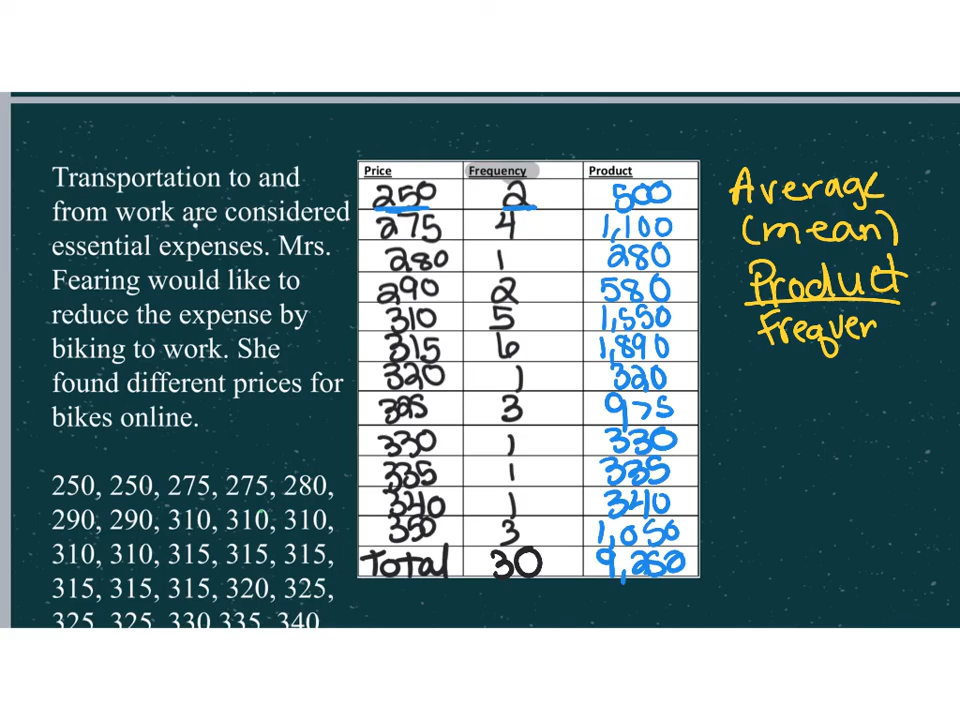 Transportation to and
from work are considered
essential expenses. Mrs.
Fearing would like to
reduce the expense by
biking to work. She
found different prices for
bikes online.
250, 250, 275, 275, 280,
290, 290, 310, 310, 310,
310, 310, 315, 315, 315,
315, 315, 315, 320, 325,
325, 325, 330 335, 340
Price Frequency Product
250 2 500
275 4 1,100
280 1 280
290 2 580
310 5 1,550
315 6 1,890
320 1 320
325 3 975
330 1 330
335 1 335
340 1 340
350 3 1,050
Total 30 9,250
Average
(mean)
Product
Frequen